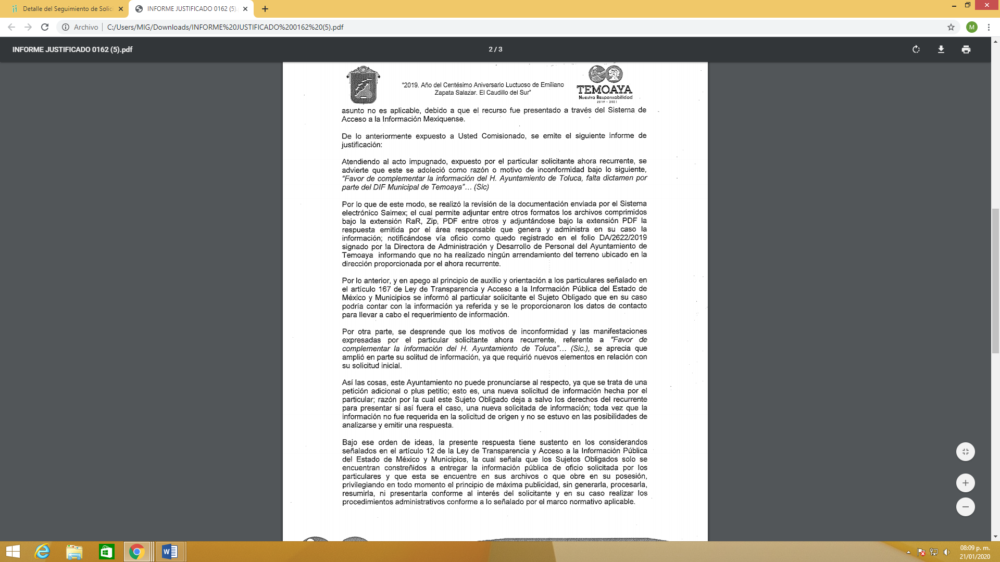 Detalle del Seguimiento de Solici
INFORME JUSTIFICADO 0162 (5).
Archivo
C:/Users/MIG/Downloads/INFORME%20JUSTIFICADO%200162%20(5).pdf
M
INFORME JUSTIFICADO 0162 (5).pdf
2 / 3
"2019. Año del Centésimo Aniversario Luctuoso de Emiliano
Zapata Salazar. El Caudillo del Sur"
TEMOAYA
Nuestra Responsabilidad
2019 - 2021
asunto no es aplicable, debido a que el recurso fue presentado a través del Sistema de
Acceso a la Información Mexiquense.
De lo anteriormente expuesto a Usted Comisionado, se emite el siguiente informe de
justificación:
Atendiendo al acto impugnado, expuesto por el particular solicitante ahora recurrente, se
advierte que este se adoleció como razón o motivo de inconformidad bajo lo siguiente,
"Favor de complementar la información del H. Ayuntamiento de Toluca, falta dictamen por
parte del DIF Municipal de Temoaya"... (Sic)
Por lo que de este modo, se realizó la revisión de la documentación enviada por el Sistema
electrónico Saimex; el cual permite adjuntar entre otros formatos los archivos comprimidos
bajo la extensión RaR, Zip, PDF entre otros y adjuntándose bajo la extensión PDF la
respuesta emitida por el área responsable que genera y administra en su caso la
información; notificándose vía oficio como quedo registrado en el folio DA/2622/2019
signado por la Directora de Administración y Desarrollo de Personal del Ayuntamiento de
Temoaya informando que no ha realizado ningún arrendamiento del terreno ubicado en la
dirección proporcionada por el ahora recurrente.
Por lo anterior, y en apego al principio de auxilio y orientación a los particulares señalado en
el artículo 167 de Ley de Transparencia y Acceso a la Información Pública del Estado de
México y Municipios se informó al particular solicitante el Sujeto Obligado que en su caso
podría contar con la información ya referida y se le proporcionaron los datos de contacto
para llevar a cabo el requerimiento de información.
Por otra parte, se desprende que los motivos de inconformidad y las manifestaciones
expresadas por el particular solicitante ahora recurrente, referente a "Favor de
complementar la información del H. Ayuntamiento de Toluca"... (Sic.), se aprecia que
amplió en parte su solitud de información, ya que requirió nuevos elementos en relación con
su solicitud inicial.
Así las cosas, este Ayuntamiento no puede pronunciarse al respecto, ya que se trata de una
petición adicional o plus petitio; esto es, una nueva solicitud de información hecha por el
particular; razón por la cual este Sujeto Obligado deja a salvo los derechos del recurrente
para presentar si así fuera el caso, una nueva solicitada de información; toda vez que la
información no fue requerida en la solicitud de origen y no se estuvo en las posibilidades de
analizarse y emitir una respuesta.
Bajo ese orden de ideas, la presente respuesta tiene sustento en los considerandos
señalados en el artículo 12 de la Ley de Transparencia y Acceso a la Información Pública
del Estado de México y Municipios, la cual señala que los Sujetos Obligados solo se
encuentran constreñidos a entregar la información pública de oficio solicitada por los
particulares y que esta se encuentre en sus archivos o que obre en su posesión,
privilegiando en todo momento el principio de máxima publicidad, sin generarla, procesarla,
resumirla, ni presentarla conforme al interés del solicitante y en su caso realizar los
procedimientos administrativos conforme a lo señalado por el marco normativo aplicable.
08:09 p. m.
21/01/2020